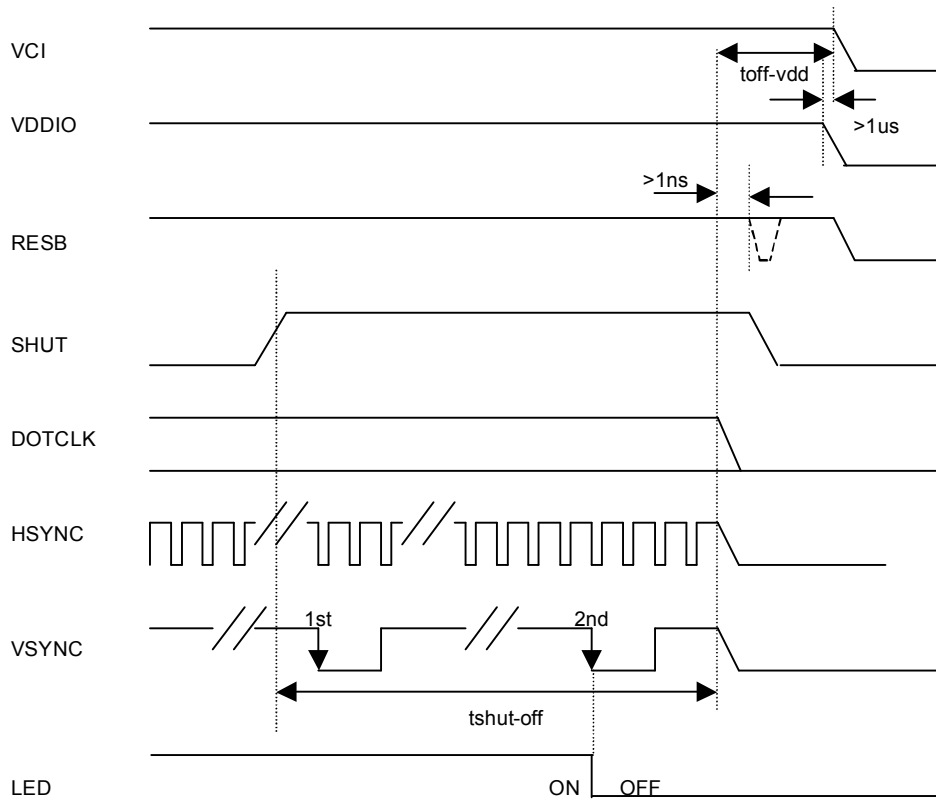 VCI
toff-vdd
>1us
VDDIO
>1ns
RESB
SHUT
DOTCLK
HSYNC
1st
2nd
VSYNC
tshut-off
LED
ON
OFF